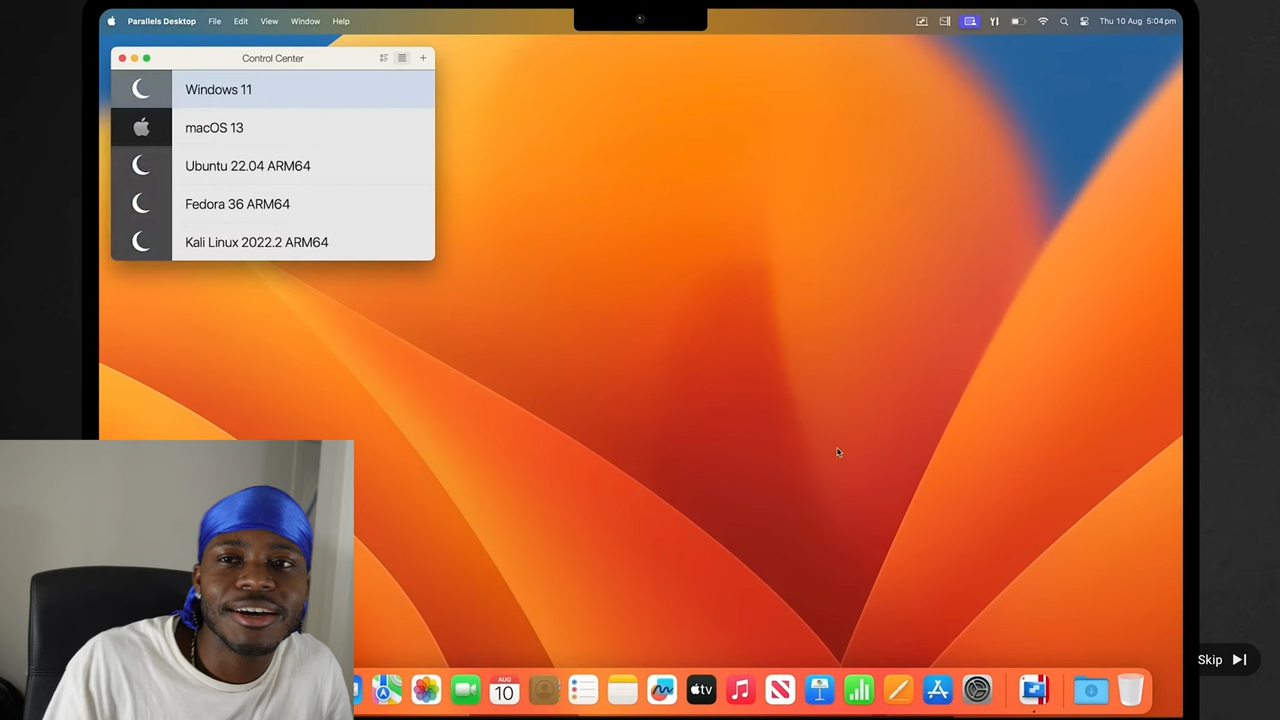 Parallels Desktop File Edit View Window Help
Thu 10 Aug 5:04 pm
Control Center
Windows 11
macOS 13
Ubuntu 22.04 ARM64
Fedora 36 ARM64
Kali Linux 2022.2 ARM64
Skip
AUG
10
tv